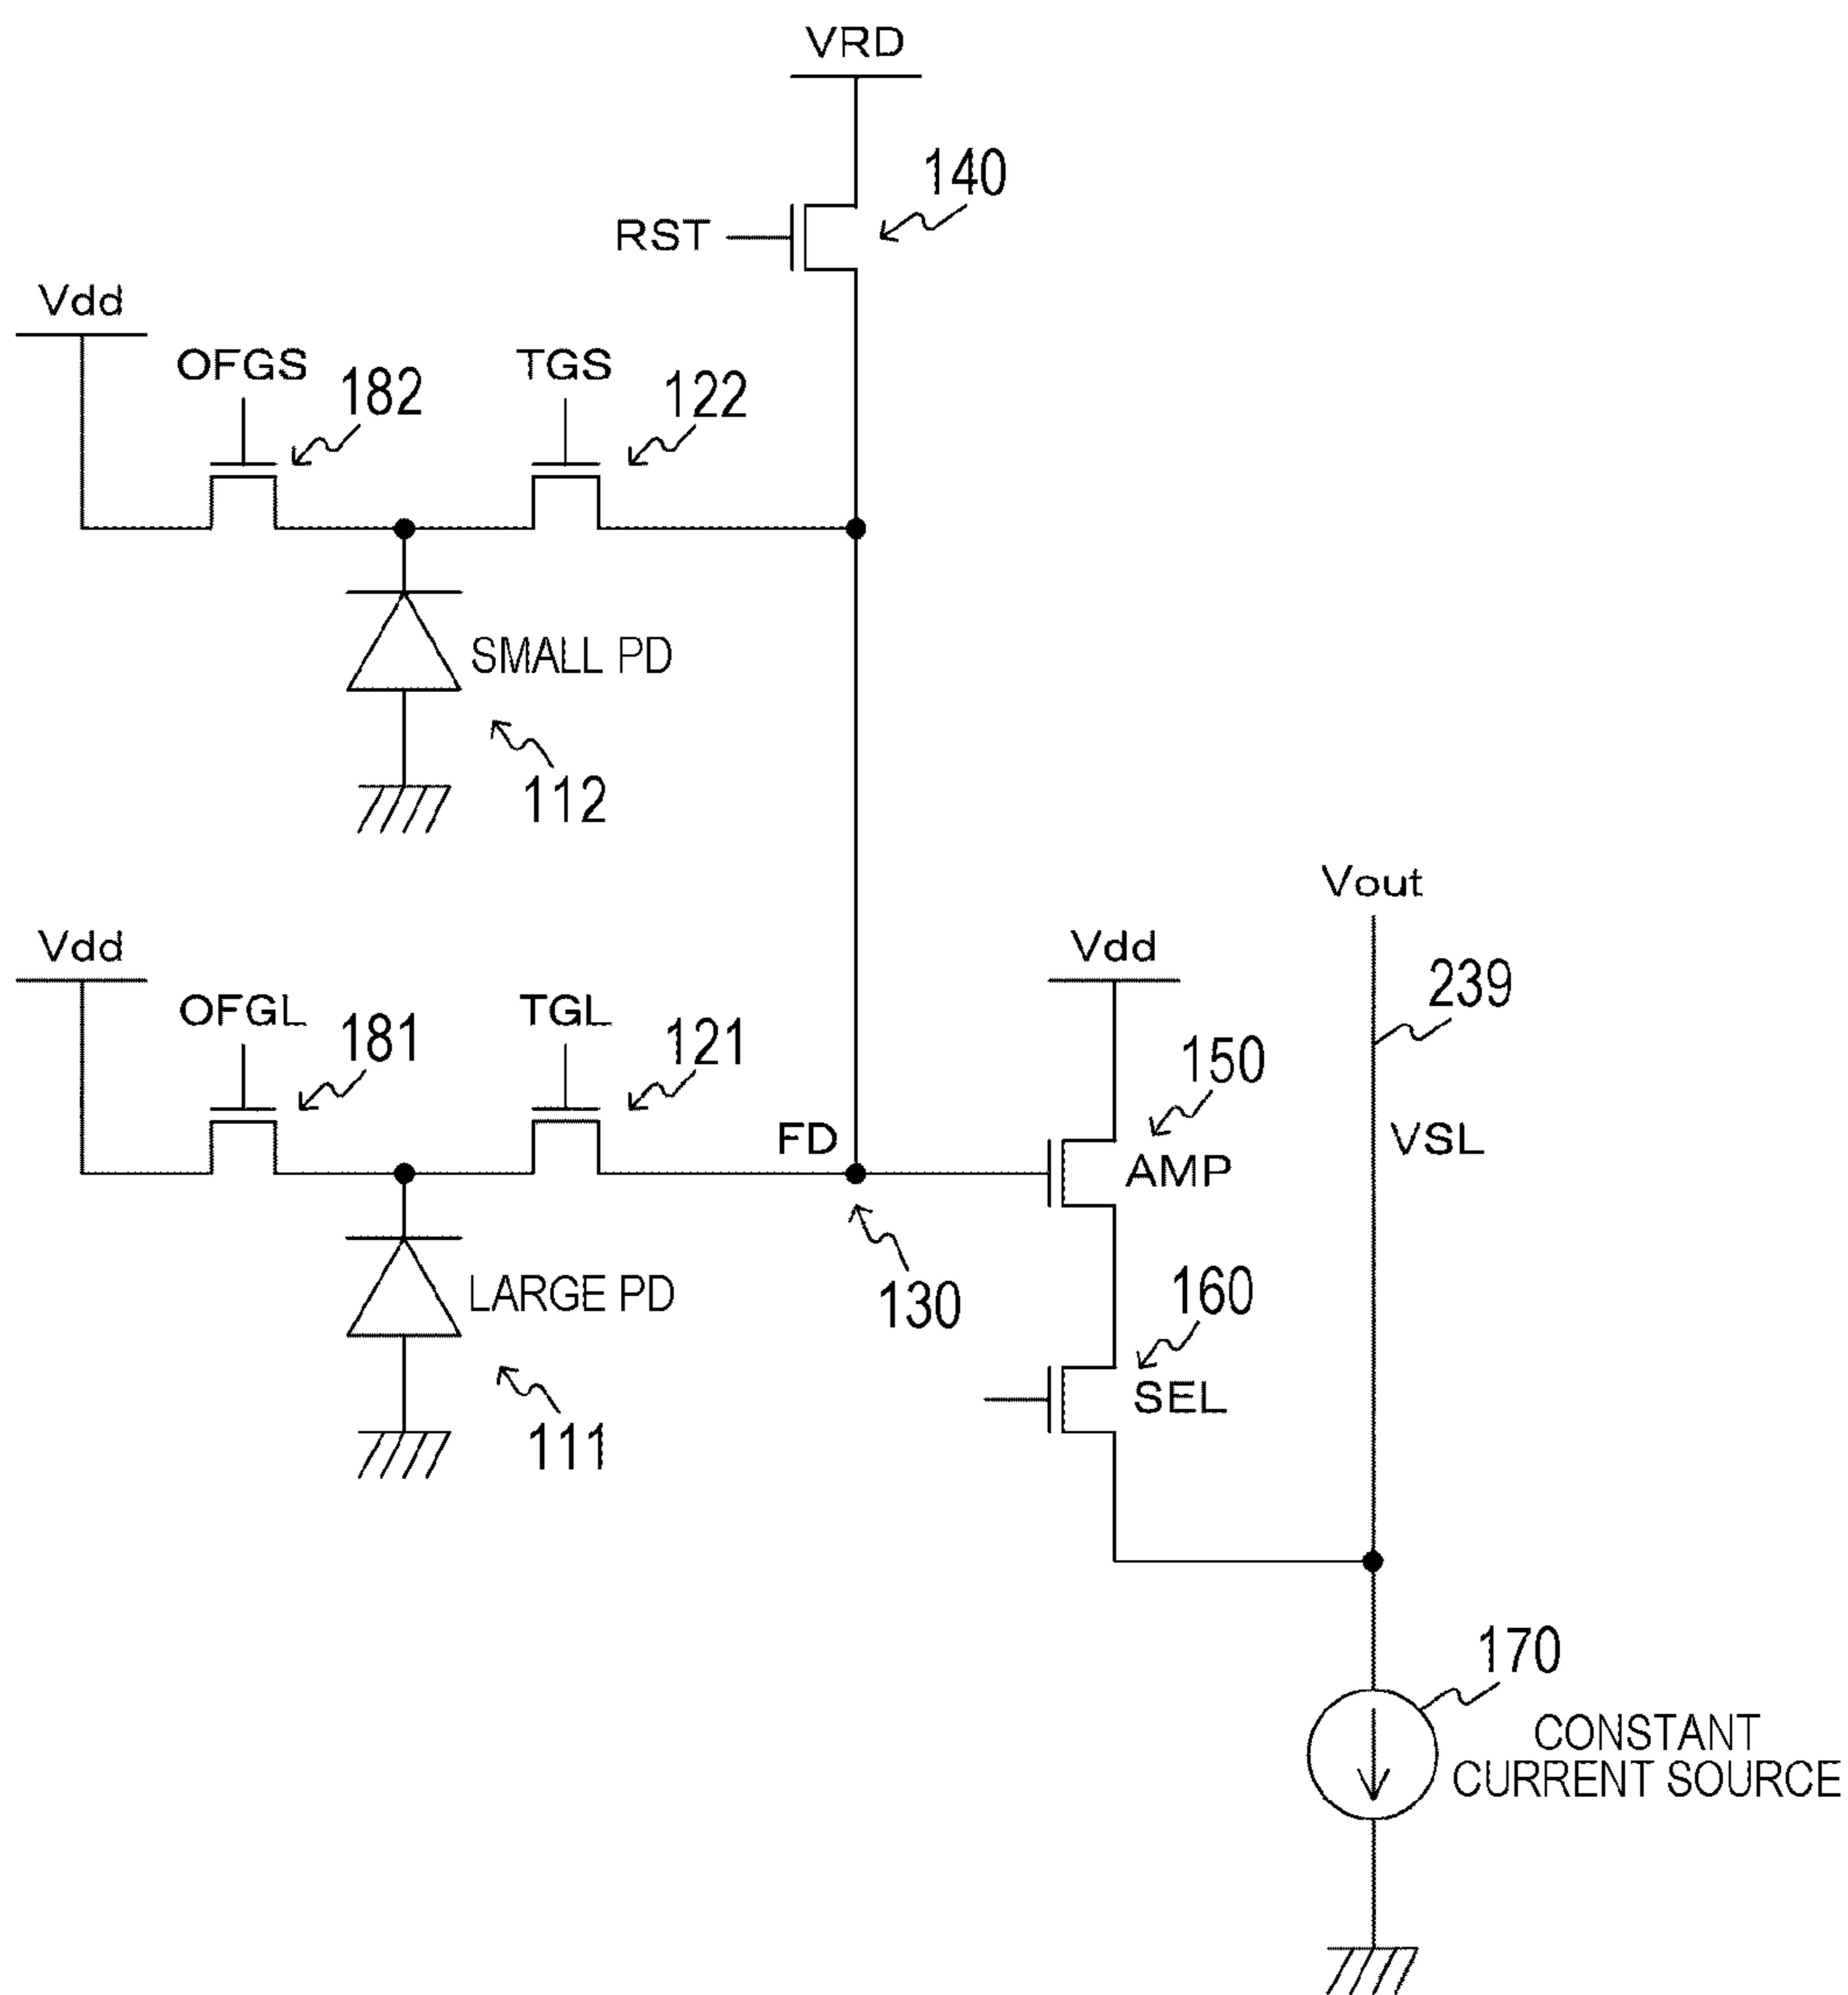 VRD
140
RST
Vdd
OFGS
182
TGS
122
SMALL PD
112
Vout
Vdd
Vdd
239
OFGL
181
TGL
121
150
FD
AMP
VSL
130
160
LARGE PD
SEL
111
170
CONSTANT
CURRENT SOURCE